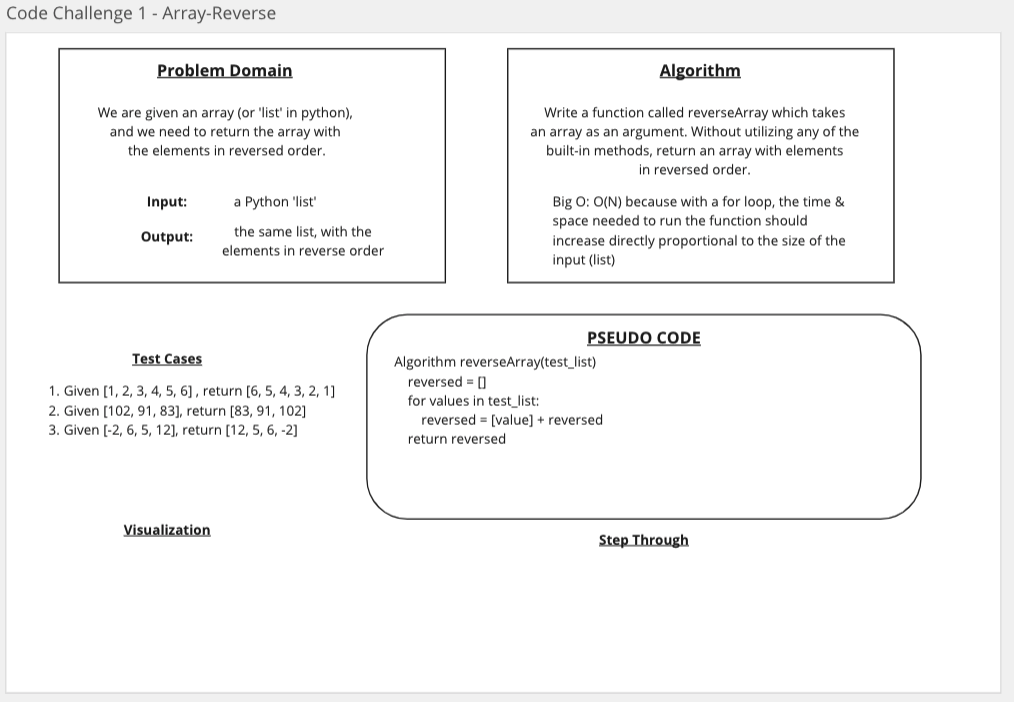 Code Challenge 1 - Array-Reverse
Problem Domain
We are given an array (or 'list' in python),
and we need to return the array with
the elements in reversed order.
Input: a Python 'list'
Output: the same list, with the
elements in reverse order
Algorithm
Write a function called reverseArray which takes
an array as an argument. Without utilizing any of the
built-in methods, return an array with elements
in reversed order.
Big O: O(N) because with a for loop, the time &
space needed to run the function should
increase directly proportional to the size of the
input (list)
Test Cases
1. Given [1, 2, 3, 4, 5, 6] , return [6, 5, 4, 3, 2, 1]
2. Given [102, 91, 83], return [83, 91, 102]
3. Given [-2, 6, 5, 12], return [12, 5, 6, -2]
PSEUDO CODE
Algorithm reverseArray(test_list)
reversed = []
for values in test_list:
reversed = [value] + reversed
return reversed
Visualization
Step Through